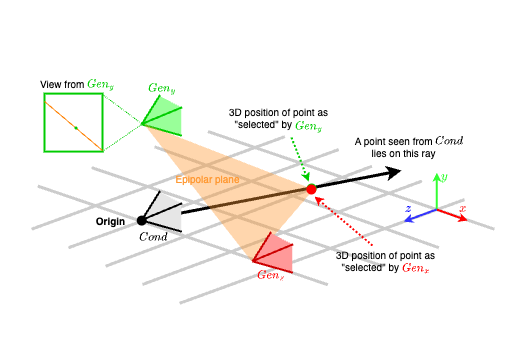 View from Gen_y
Gen_y
3D position of point as
"selected" by Gen_y
A point seen from Cond
lies on this ray
Epipolar plane
y
z
x
Origin
Cond
Gen_x
3D position of point as
"selected" by Gen_x